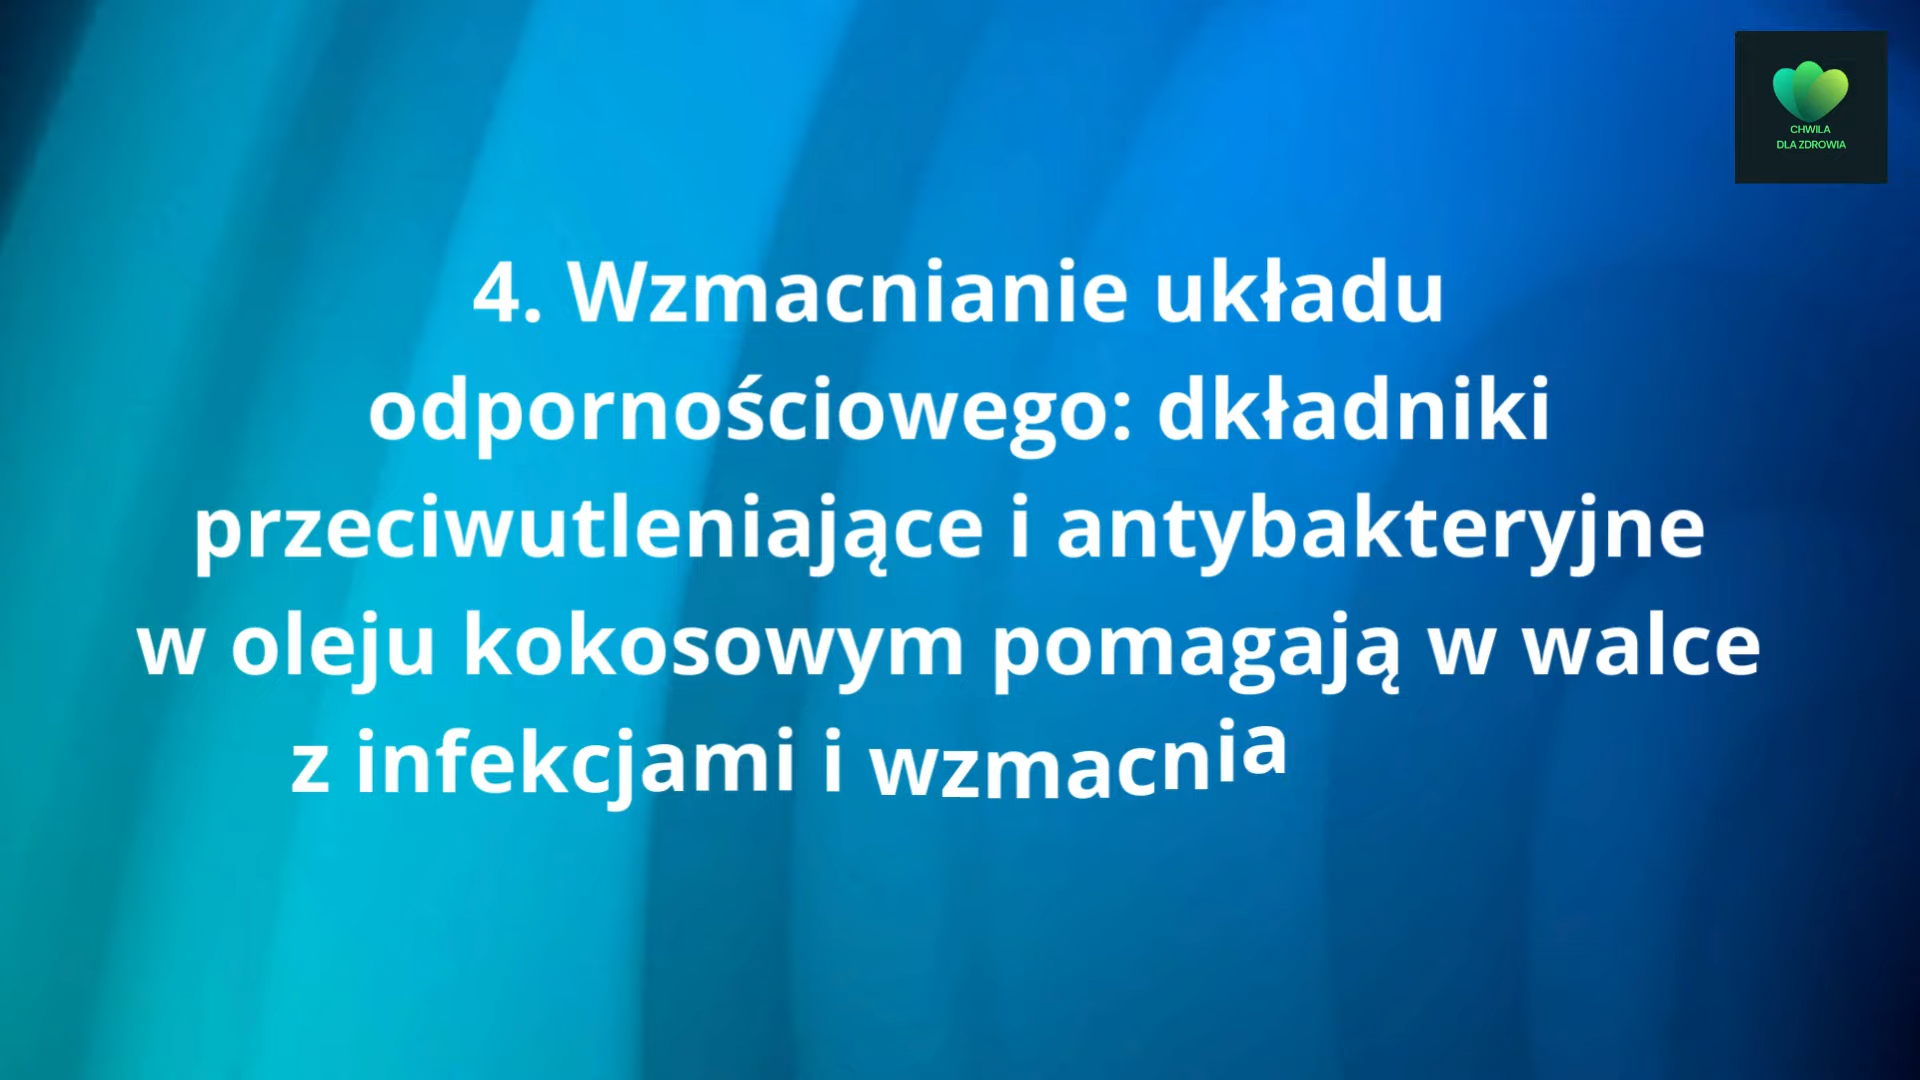 CHWILA
DLA ZDROWIA
4. Wzmacnianie układu
odpornościowego: dkładniki
przeciwutleniające i antybakteryjne
w oleju kokosowym pomagają w walce
z infekcjami i wzmacnia